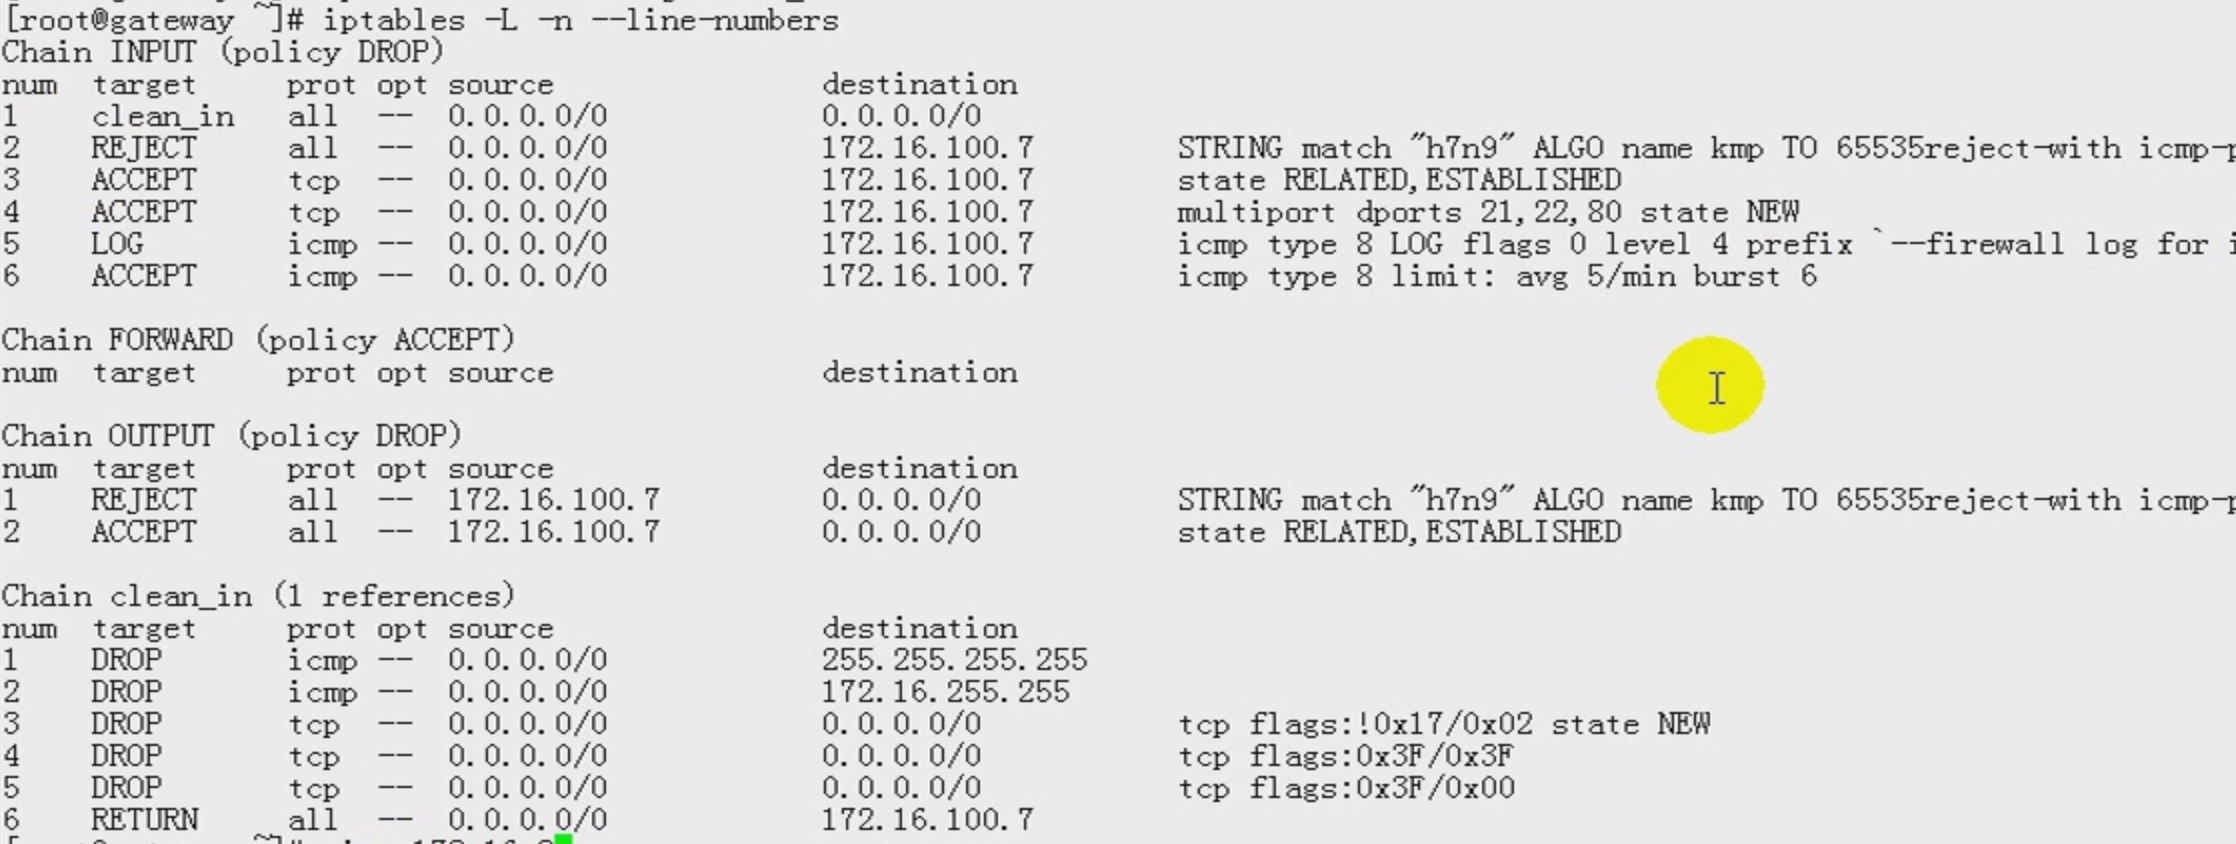 [root@gateway ~]# iptables -L -n --line-numbers
Chain INPUT (policy DROP)
num target prot opt source destination
1 clean_in all -- 0.0.0.0/0 0.0.0.0/0
2 REJECT all -- 0.0.0.0/0 172.16.100.7 STRING match "h7n9" ALGO name kmp TO 65535reject-with icmp-p
3 ACCEPT tcp -- 0.0.0.0/0 172.16.100.7 state RELATED,ESTABLISHED
4 ACCEPT tcp -- 0.0.0.0/0 172.16.100.7 multiport dports 21,22,80 state NEW
5 LOG icmp -- 0.0.0.0/0 172.16.100.7 icmp type 8 LOG flags 0 level 4 prefix `--firewall log for i
6 ACCEPT icmp -- 0.0.0.0/0 172.16.100.7 icmp type 8 limit: avg 5/min burst 6
Chain FORWARD (policy ACCEPT)
num target prot opt source destination
Chain OUTPUT (policy DROP)
num target prot opt source destination
1 REJECT all -- 172.16.100.7 0.0.0.0/0 STRING match "h7n9" ALGO name kmp TO 65535reject-with icmp-p
2 ACCEPT all -- 172.16.100.7 0.0.0.0/0 state RELATED,ESTABLISHED
Chain clean_in (1 references)
num target prot opt source destination
1 DROP icmp -- 0.0.0.0/0 255.255.255.255
2 DROP icmp -- 0.0.0.0/0 172.16.255.255
3 DROP tcp -- 0.0.0.0/0 0.0.0.0/0 tcp flags:!0x17/0x02 state NEW
4 DROP tcp -- 0.0.0.0/0 0.0.0.0/0 tcp flags:0x3F/0x3F
5 DROP tcp -- 0.0.0.0/0 0.0.0.0/0 tcp flags:0x3F/0x00
6 RETURN all -- 0.0.0.0/0 172.16.100.7